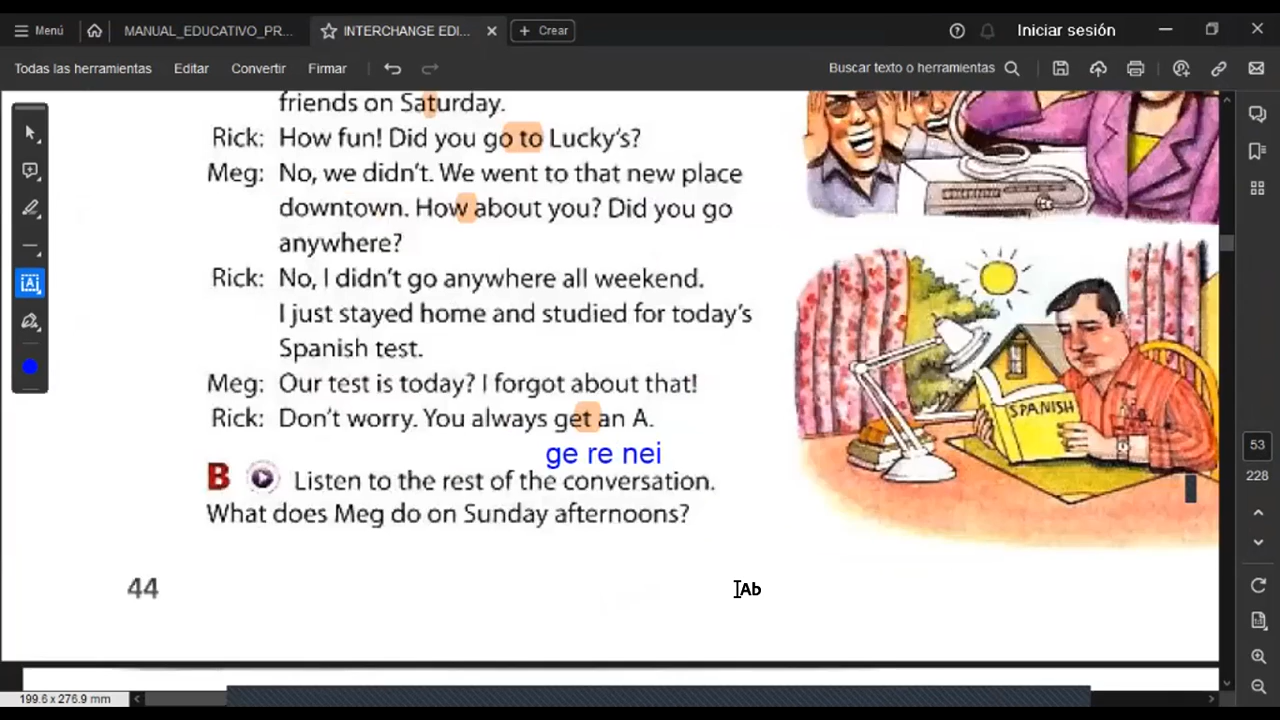 Menú
MANUAL_EDUCATIVO_PR...
INTERCHANGE EDI...
Crear
Iniciar sesión
Todas las herramientas
Editar
Convertir
Firmar
Buscar texto o herramientas
friends on Saturday.
Rick: How fun! Did you go to Lucky's?
Meg: No, we didn't. We went to that new place
downtown. How about you? Did you go
anywhere?
Rick: No, I didn't go anywhere all weekend.
I just stayed home and studied for today's
Spanish test.
Meg: Our test is today? I forgot about that!
Rick: Don't worry. You always get an A.
ge re nei
B Listen to the rest of the conversation.
What does Meg do on Sunday afternoons?
44
SPANISH
Ab
53
228
199.6 x 276.9 mm